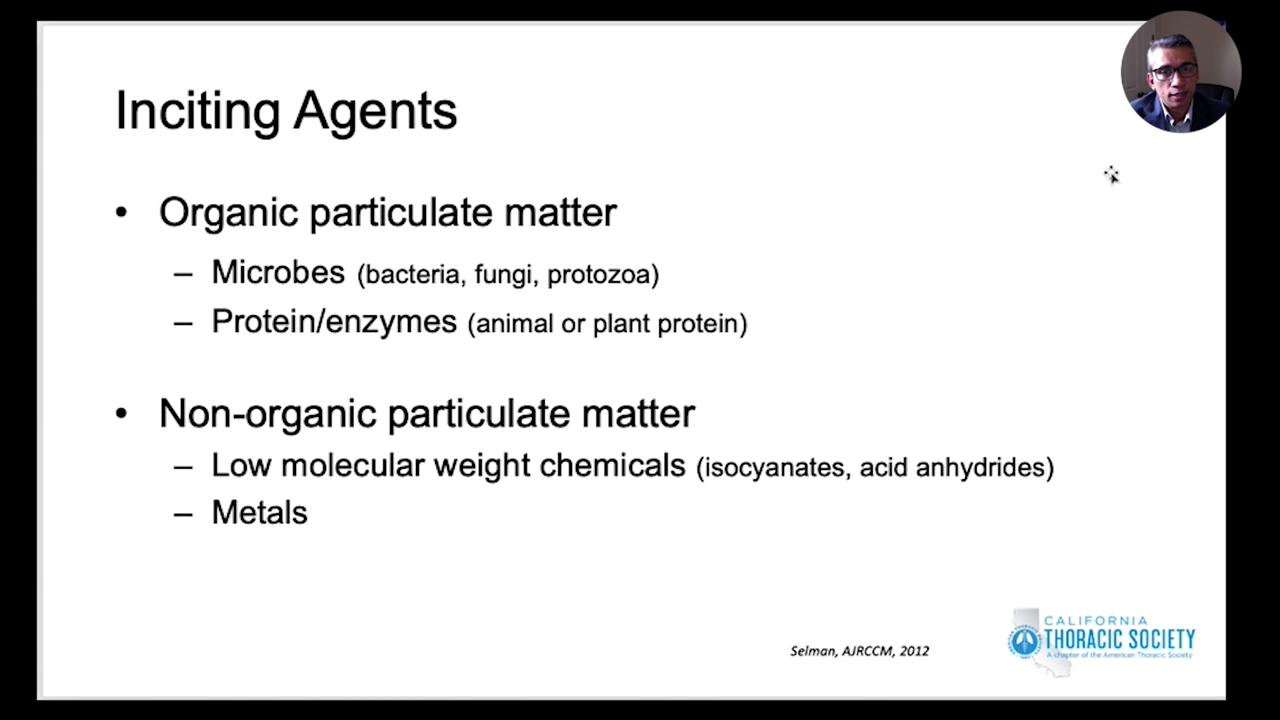 Inciting Agents
• Organic particulate matter
– Microbes (bacteria, fungi, protozoa)
– Protein/enzymes (animal or plant protein)
• Non-organic particulate matter
– Low molecular weight chemicals (isocyanates, acid anhydrides)
– Metals
Selman, AJRCCM, 2012
CALIFORNIA
THORACIC SOCIETY
A chapter of the American Thoracic Society